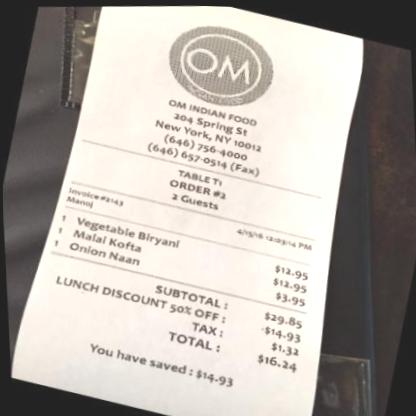 OM
OM INDIAN FOOD
204 Spring St
New York, NY 10012
(646) 756-4000
(646) 657-0514 (Fax)
TABLE T1
ORDER #2
2 Guests
Invoice #2143 4/15/16 12:03:14 PM
Manoj
1 Vegetable Biryani $12.95
1 Malai Kofta $12.95
1 Onion Naan $3.95
SUBTOTAL : $29.85
LUNCH DISCOUNT 50% OFF : -$14.93
TAX : $1.32
TOTAL : $16.24
You have saved : $14.93